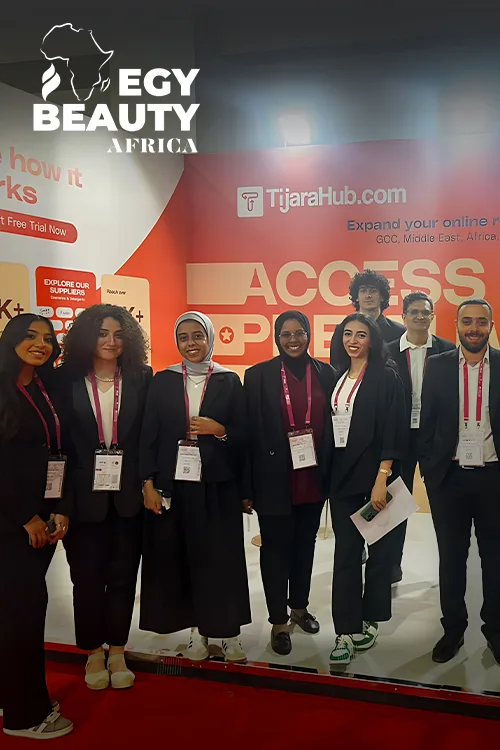 EGY
BEAUTY
AFRICA
how it
rks
Free Trial Now
TijaraHub.com
Expand your online
GCC, Middle East, Africa
EXPLORE OUR
SUPPLIERS
ACCESS